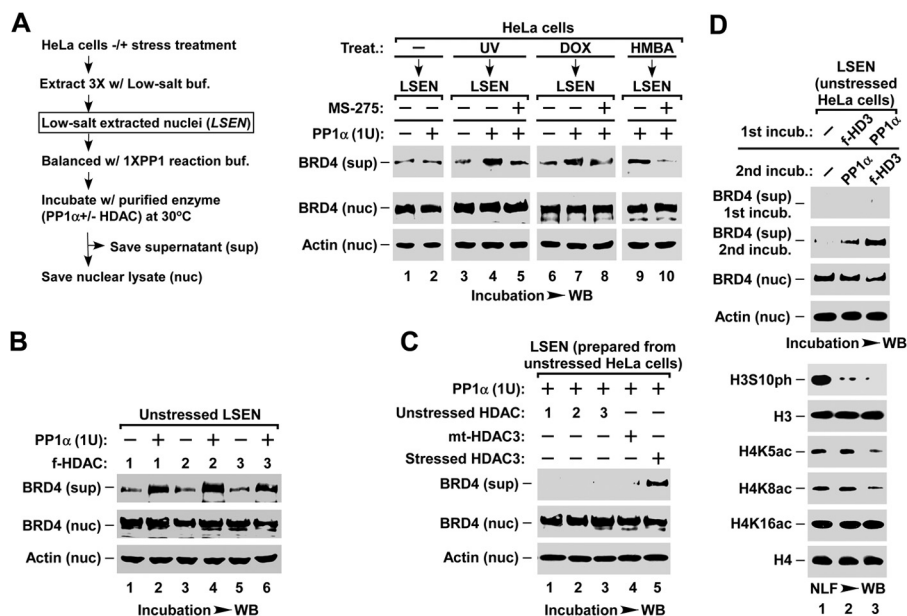 A
HeLa cells -/+ stress treatment
Extract 3X w/ Low-salt buf.
Low-salt extracted nuclei (LSEN)
Balanced w/ 1XPP1 reaction buf.
Incubate w/ purified enzyme
(PP1α+/- HDAC) at 30ºC
Save supernatant (sup)
Save nuclear lysate (nuc)
HeLa cells
Treat.: — UV DOX HMBA
LSEN LSEN LSEN LSEN
MS-275: — — — — + — — + — +
PP1α (1U): — + — + + — + + + +
BRD4 (sup)
BRD4 (nuc)
Actin (nuc)
1 2 3 4 5 6 7 8 9 10
Incubation ➤ WB
B
Unstressed LSEN
PP1α (1U): — + — + — +
f-HDAC: 1 1 2 2 3 3
BRD4 (sup)
BRD4 (nuc)
Actin (nuc)
1 2 3 4 5 6
Incubation ➤ WB
C
LSEN (prepared from
unstressed HeLa cells)
PP1α (1U): + + + + +
Unstressed HDAC: 1 2 3 — —
mt-HDAC3: +
Stressed HDAC3: +
BRD4 (sup)
BRD4 (nuc)
Actin (nuc)
1 2 3 4 5
Incubation ➤ WB
D
LSEN
(unstressed
HeLa cells)
1st incub.: — f-HD3 PP1α
2nd incub.: — PP1α f-HD3
BRD4 (sup)
1st incub.
BRD4 (sup)
2nd incub.
BRD4 (nuc)
Actin (nuc)
Incubation ➤ WB
H3S10ph
H3
H4K5ac
H4K8ac
H4K16ac
H4
NLF ➤ WB
1 2 3